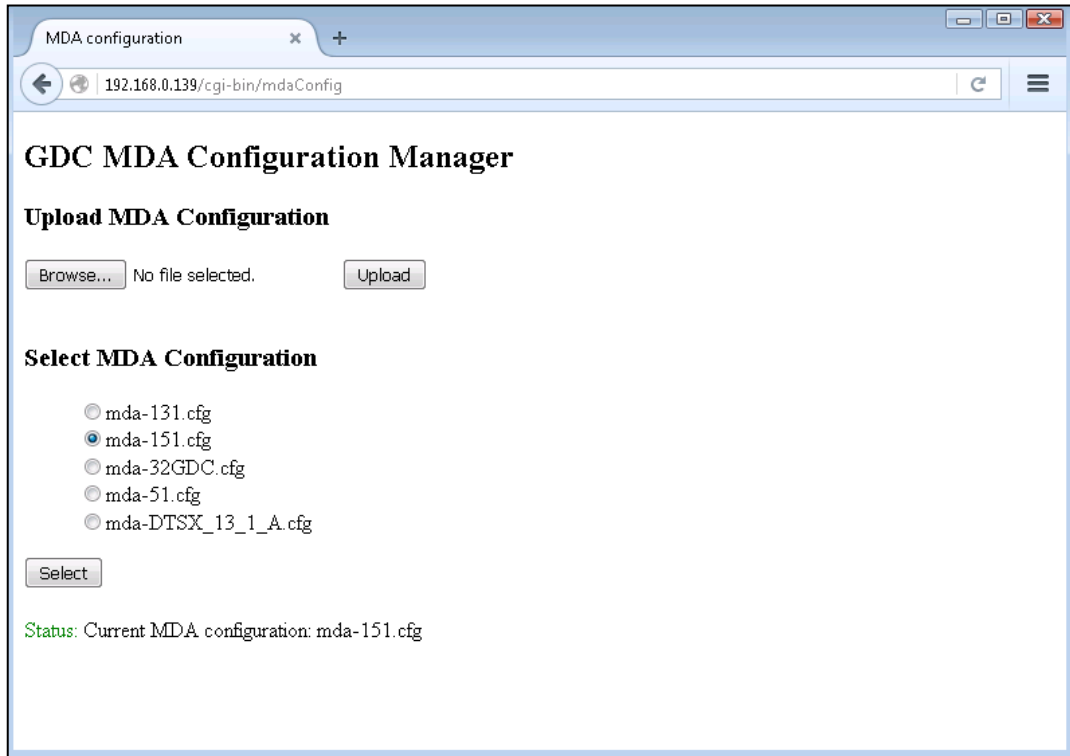 MDA configuration
192.168.0.139/cgi-bin/mdaConfig
GDC MDA Configuration Manager
Upload MDA Configuration
Browse... No file selected. Upload
Select MDA Configuration
mda-131.cfg
mda-151.cfg
mda-32GDC.cfg
mda-51.cfg
mda-DTSX_13_1_A.cfg
Select
Status: Current MDA configuration: mda-151.cfg